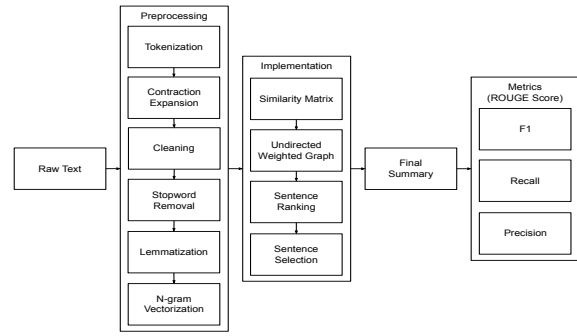 Raw Text
Preprocessing
Tokenization
Contraction
Expansion
Cleaning
Stopword
Removal
Lemmatization
N-gram
Vectorization
Implementation
Similarity Matrix
Undirected
Weighted Graph
Sentence
Ranking
Sentence
Selection
Final
Summary
Metrics
(ROUGE Score)
F1
Recall
Precision